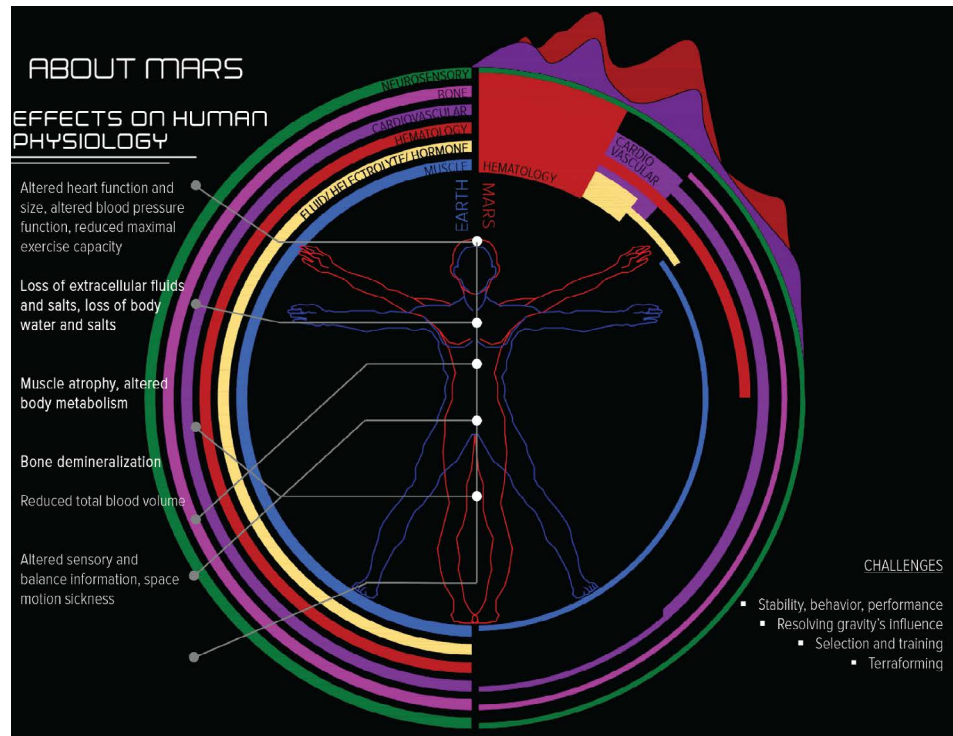 ABOUT MARS
EFFECTS ON HUMAN
PHYSIOLOGY
Altered heart function and
size, altered blood pressure
function, reduced maximal
exercise capacity
Loss of extracellular fluids
and salts, loss of body
water and salts
Muscle atrophy, altered
body metabolism
Bone demineralization
Reduced total blood volume
Altered sensory and
balance information, space
motion sickness
NEUROSENSORY
BONE
CARDIOVASCULAR
HEMATOLOGY
FLUID/HELECTROLYTE/HORMONE
MUSCLE
EARTH
MARS
HEMATOLOGY
CARDIO
VASCULAR
CHALLENGES
▪ Stability, behavior, performance
▪ Resolving gravity's influence
▪ Selection and training
▪ Terraforming